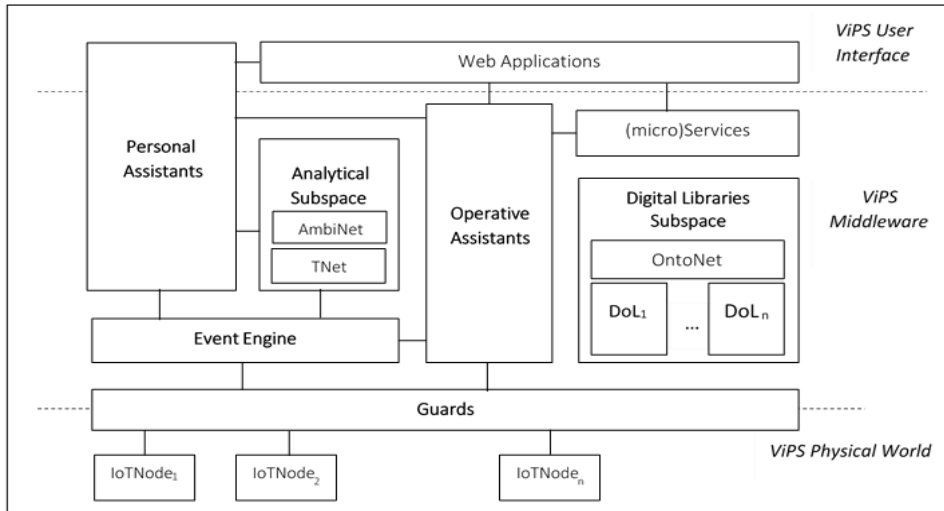 ViPS User
Interface
Web Applications
Personal
Assistants
(micro)Services
Analytical
Subspace
AmbiNet
TNet
Operative
Assistants
Digital Libraries
Subspace
OntoNet
DoL1
...
DoLn
ViPS
Middleware
Event Engine
Guards
ViPS Physical World
IoTNode1
IoTNode2
IoTNoden